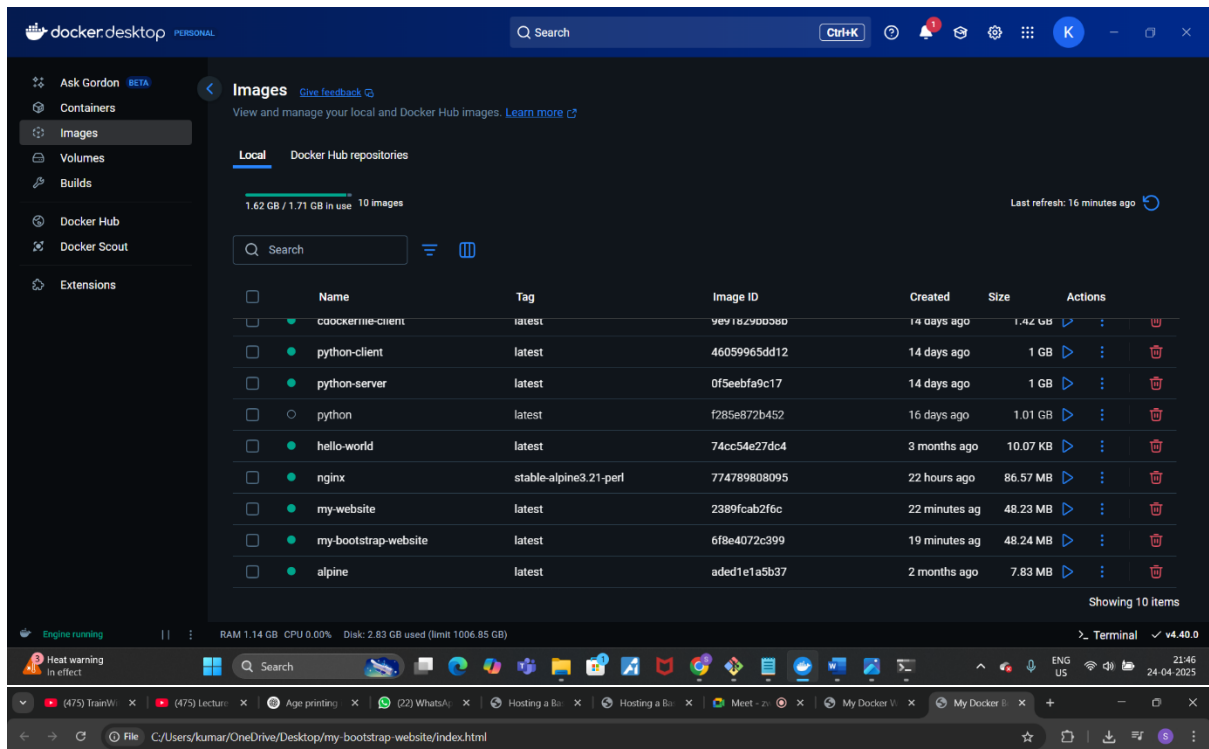 docker.desktop PERSONAL
Search Ctrl+K
1
K
Ask Gordon BETA
Containers
Images
Volumes
Builds
Docker Hub
Docker Scout
Extensions
Images Give feedback
View and manage your local and Docker Hub images. Learn more
Local Docker Hub repositories
1.62 GB / 1.71 GB in use 10 images
Last refresh: 16 minutes ago
Search
Name Tag Image ID Created Size Actions
cdockerfile-client latest 9e91829bb58b 14 days ago 1.42 GB
python-client latest 46059965dd12 14 days ago 1 GB
python-server latest 0f5eebfa9c17 14 days ago 1 GB
python latest f285e872b452 16 days ago 1.01 GB
hello-world latest 74cc54e27dc4 3 months ago 10.07 KB
nginx stable-alpine3.21-perl 774789808095 22 hours ago 86.57 MB
my-website latest 2389fcab2f6c 22 minutes ag 48.23 MB
my-bootstrap-website latest 6f8e4072c399 19 minutes ag 48.24 MB
alpine latest aded1e1a5b37 2 months ago 7.83 MB
Showing 10 items
Engine running RAM 1.14 GB CPU 0.00% Disk: 2.83 GB used (limit 1006.85 GB) Terminal v4.40.0
3 Heat warning
In effect
Search
ENG
US
21:46
24-04-2025
(475) TrainW (475) Lecture Age printing (22) WhatsAp Hosting a Ba Hosting a Ba Meet - z My Docker W My Docker B
File C:/Users/kumar/OneDrive/Desktop/my-bootstrap-website/index.html
S